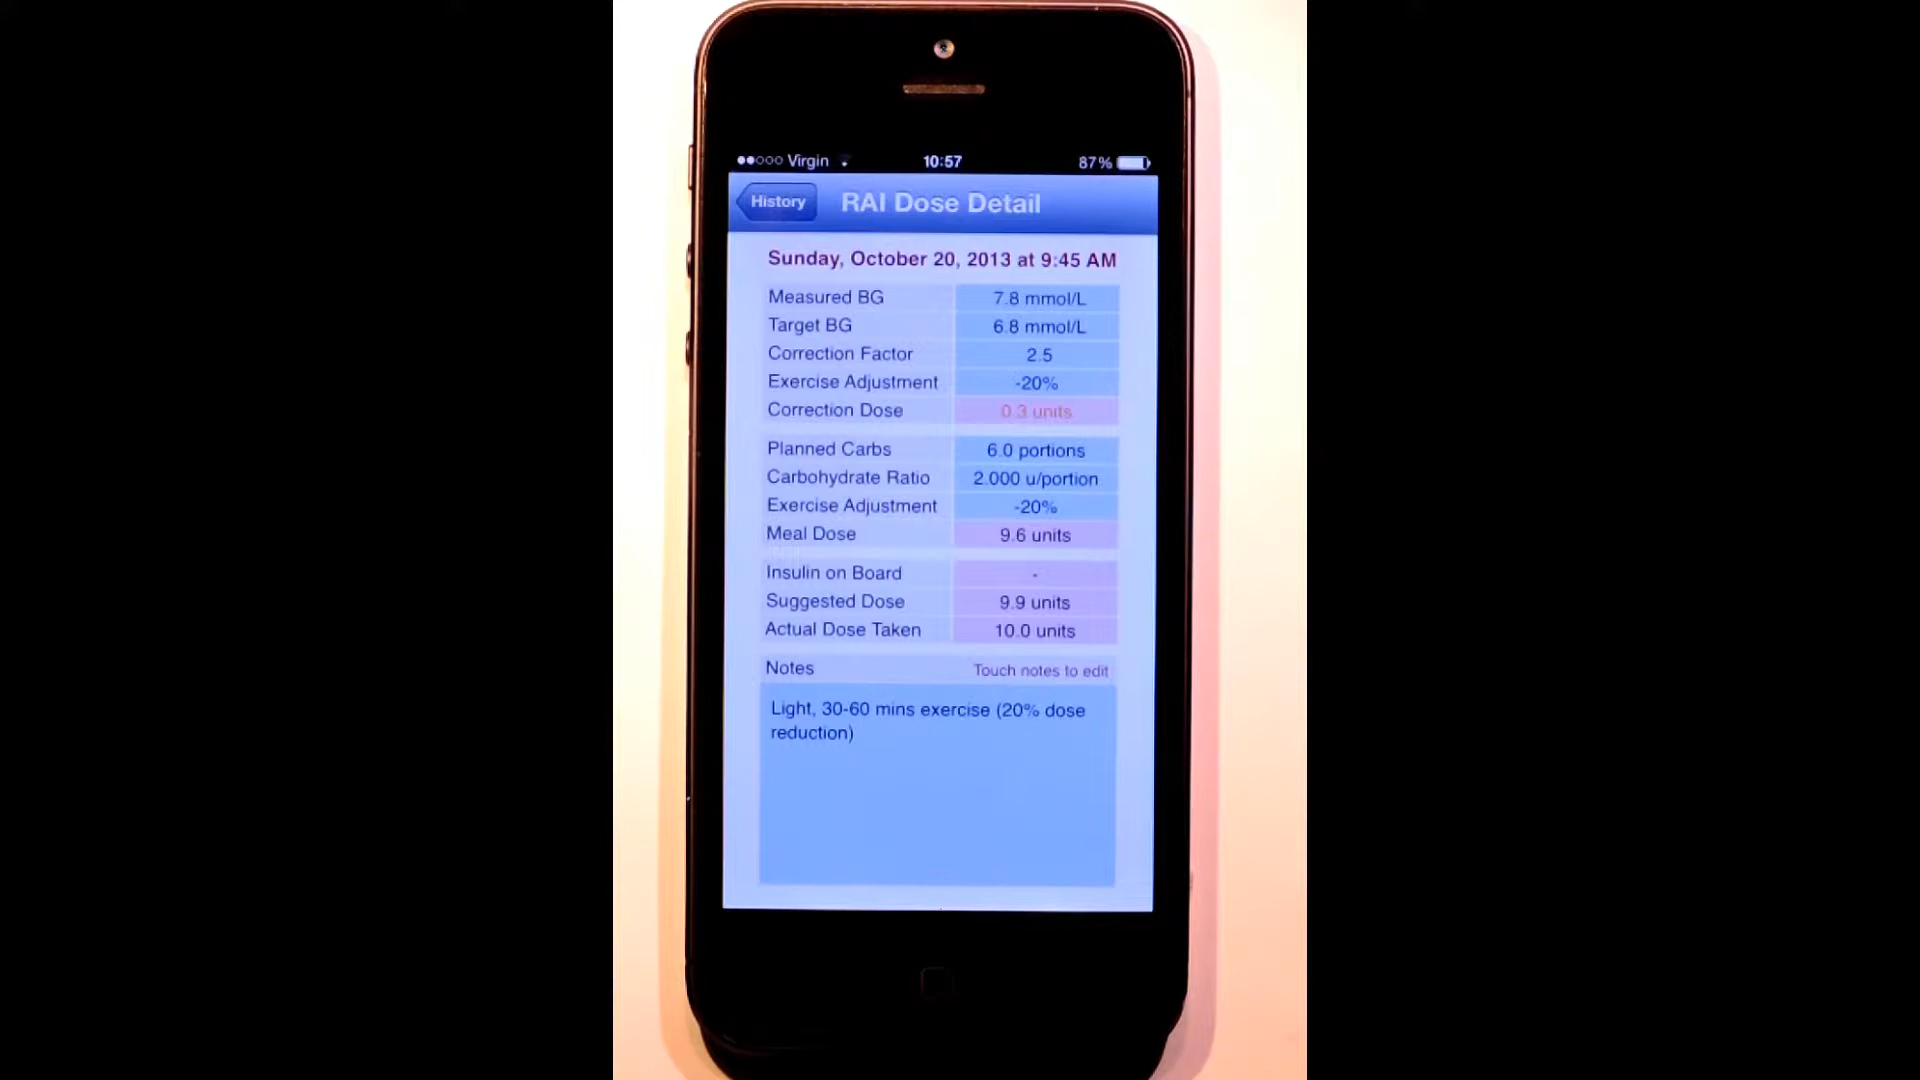 Virgin 10:57 87%
History RAI Dose Detail
Sunday, October 20, 2013 at 9:45 AM
Measured BG 7.8 mmol/L
Target BG 6.8 mmol/L
Correction Factor 2.5
Exercise Adjustment -20%
Correction Dose 0.3 units
Planned Carbs 6.0 portions
Carbohydrate Ratio 2.000 u/portion
Exercise Adjustment -20%
Meal Dose 9.6 units
Insulin on Board -
Suggested Dose 9.9 units
Actual Dose Taken 10.0 units
Notes Touch notes to edit
Light, 30-60 mins exercise (20% dose
reduction)